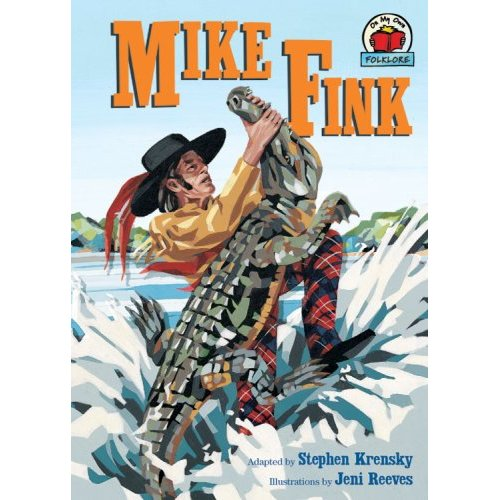 MIKE
FINK
On My Own
FOLKLORE
Adapted by Stephen Krensky
Illustrations by Jeni Reeves